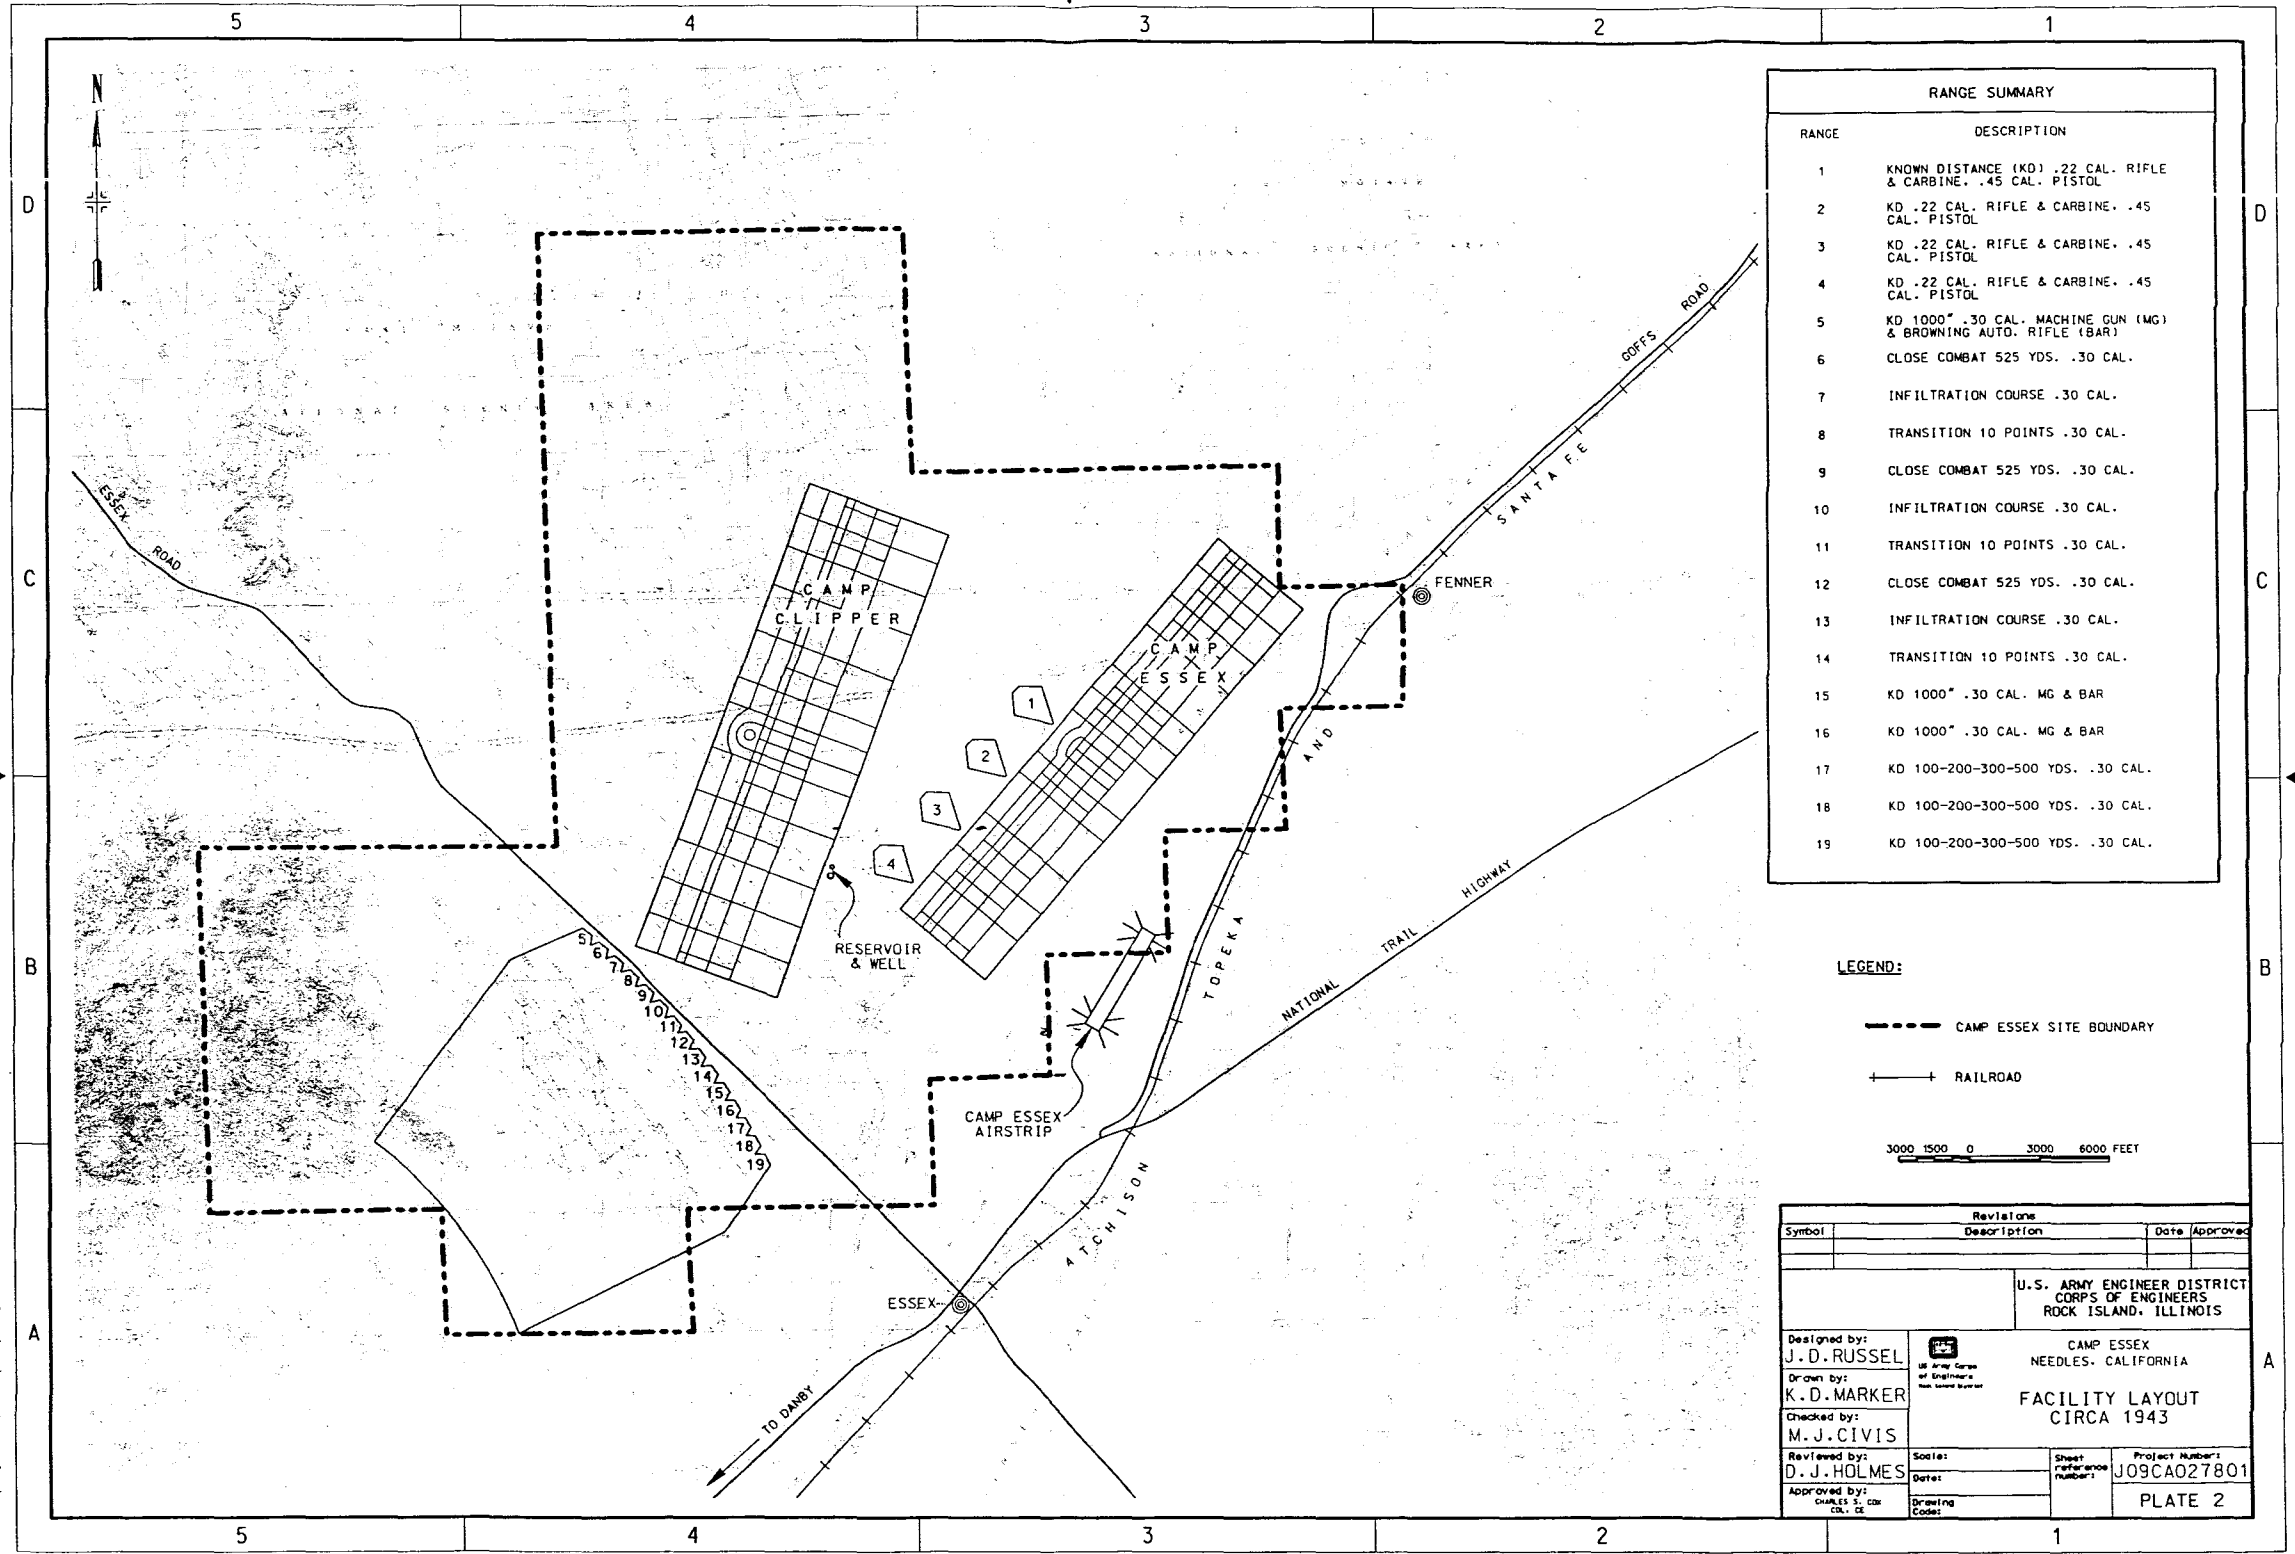 5 4 3 2 1
N
RANGE SUMMARY
RANGE DESCRIPTION
1 KNOWN DISTANCE (KD) .22 CAL. RIFLE
& CARBINE. .45 CAL. PISTOL
2 KD .22 CAL. RIFLE & CARBINE. .45
CAL. PISTOL
3 KD .22 CAL. RIFLE & CARBINE. .45
CAL. PISTOL
4 KD .22 CAL. RIFLE & CARBINE. .45
CAL. PISTOL
5 KD 1000" .30 CAL. MACHINE GUN (MG)
& BROWNING AUTO. RIFLE (BAR)
6 CLOSE COMBAT 525 YDS. .30 CAL.
7 INFILTRATION COURSE .30 CAL.
8 TRANSITION 10 POINTS .30 CAL.
9 CLOSE COMBAT 525 YDS. .30 CAL.
10 INFILTRATION COURSE .30 CAL.
11 TRANSITION 10 POINTS .30 CAL.
12 CLOSE COMBAT 525 YDS. .30 CAL.
13 INFILTRATION COURSE .30 CAL.
14 TRANSITION 10 POINTS .30 CAL.
15 KD 1000" .30 CAL. MG & BAR
16 KD 1000" .30 CAL. MG & BAR
17 KD 100-200-300-500 YDS. .30 CAL.
18 KD 100-200-300-500 YDS. .30 CAL.
19 KD 100-200-300-500 YDS. .30 CAL.
D D
C C
B B
A A
GOFFS ROAD
ESSEX ROAD
CAMP
CLIPPER
CAMP
ESSEX
FENNER
ATCHISON TOPEKA AND SANTA FE
NATIONAL TRAIL HIGHWAY
1
2
3
4
RESERVOIR
& WELL
5
6
7
8
9
10
11
12
13
14
15
16
17
18
19
CAMP ESSEX
AIRSTRIP
ESSEX
TO DANBY
LEGEND:
CAMP ESSEX SITE BOUNDARY
RAILROAD
3000 1500 0 3000 6000 FEET
Revisions
Symbol Description Date Approved
U.S. ARMY ENGINEER DISTRICT
CORPS OF ENGINEERS
ROCK ISLAND. ILLINOIS
Designed by:
J.D.RUSSEL
Drawn by:
K.D.MARKER
Checked by:
M.J.CIVIS
Reviewed by:
D.J.HOLMES
Approved by:
CHARLES S. COX
COL. CE
US Army Corps
of Engineers
Rock Island District
CAMP ESSEX
NEEDLES. CALIFORNIA
FACILITY LAYOUT
CIRCA 1943
Scale:
Date:
Drawing
Code:
Sheet
reference
number:
Project Number:
J09CA027801
PLATE 2
5 4 3 2 1